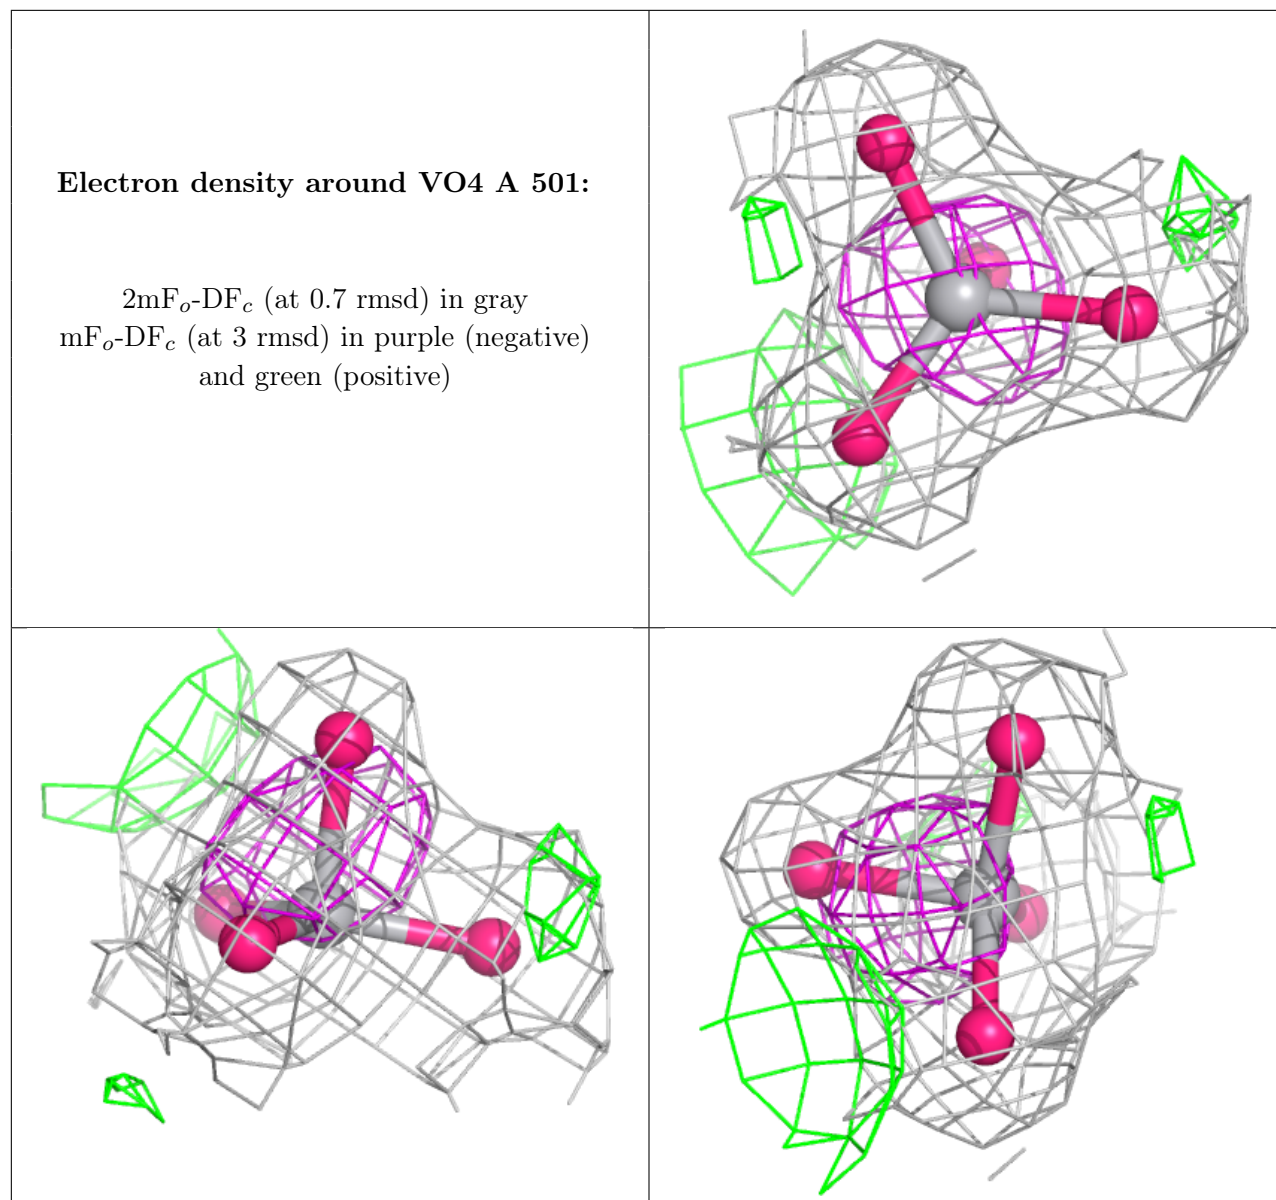 Electron density around VO4 A 501:
2mFo-DFc (at 0.7 rmsd) in gray
mFo-DFc (at 3 rmsd) in purple (negative)
and green (positive)